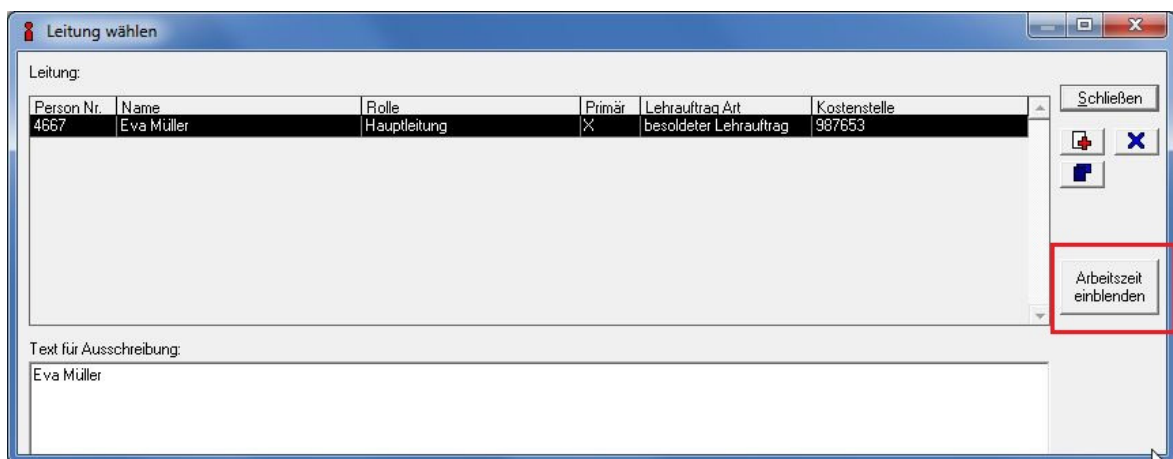 Leitung wählen
Leitung:
Schließen
Person Nr. Name Rolle Primär Lehrauftrag Art Kostenstelle
4667 Eva Müller Hauptleitung X besoldeter Lehrauftrag 987653
Arbeitszeit
einblenden
Text für Ausschreibung:
Eva Müller